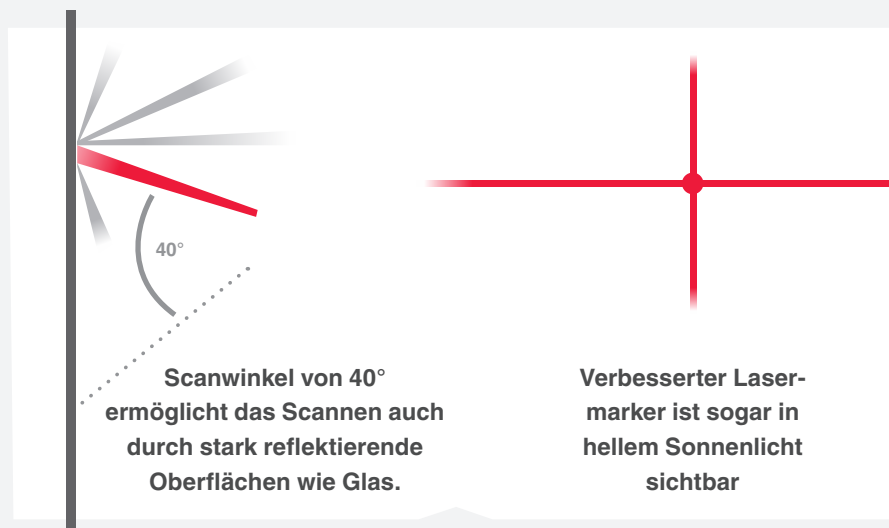 40°
Scanwinkel von 40°
ermöglicht das Scannen auch
durch stark reflektierende
Oberflächen wie Glas.
Verbesserter Laser-
marker ist sogar in
hellem Sonnenlicht
sichtbar